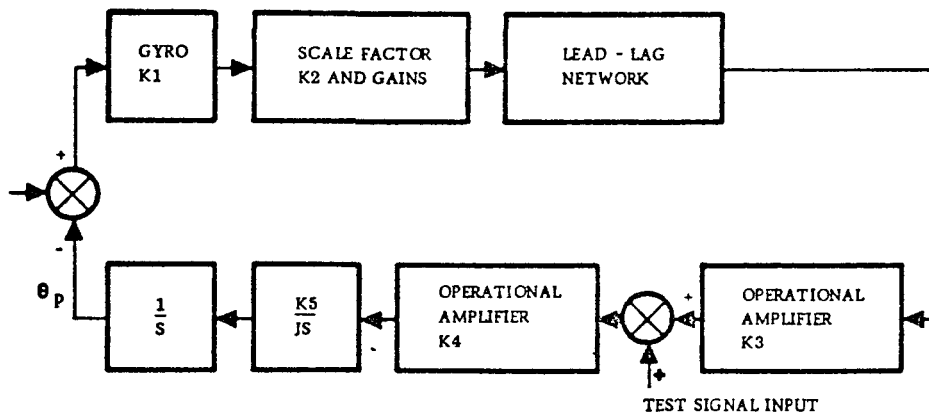 GYRO
K1
SCALE FACTOR
K2 AND GAINS
LEAD - LAG
NETWORK
+
-
θp
1
S
K5
JS
OPERATIONAL
AMPLIFIER
K4
+
+
OPERATIONAL
AMPLIFIER
K3
TEST SIGNAL INPUT